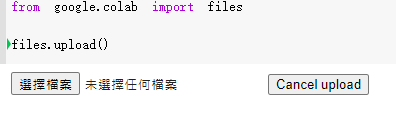 from google.colab import files
files.upload()
選擇檔案 未選擇任何檔案 Cancel upload